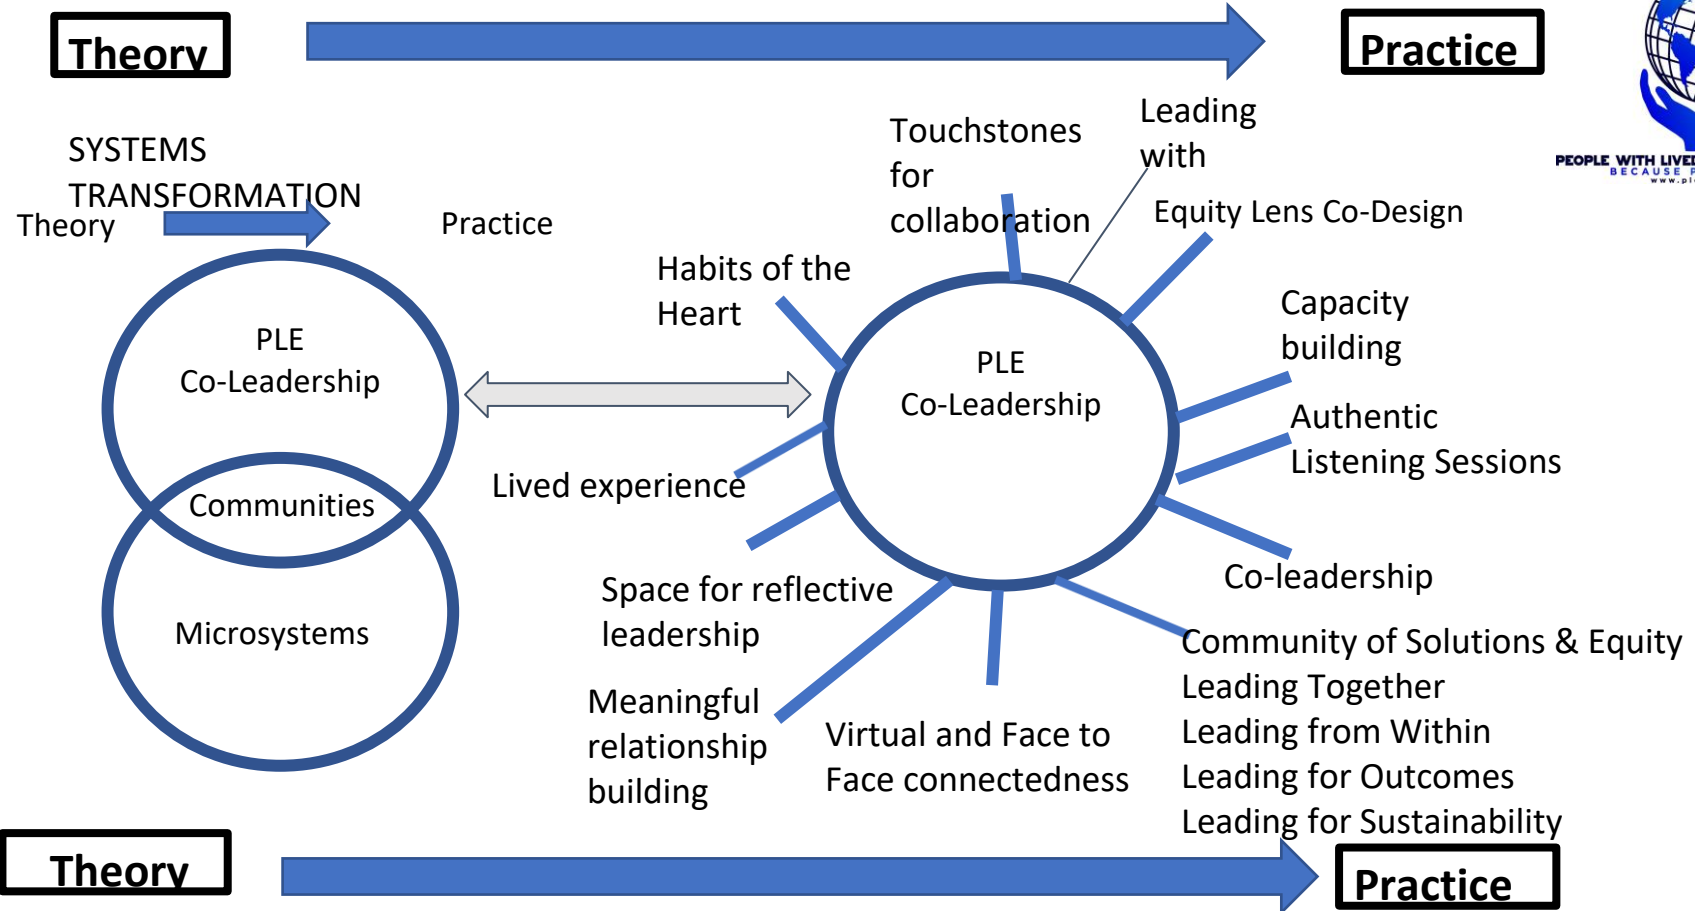 Theory
Practice
SYSTEMS
TRANSFORMATION
Theory
Practice
PLE
Co-Leadership
Communities
Microsystems
Touchstones
for
collaboration
Leading
with
Equity Lens Co-Design
Habits of the
Heart
Capacity
building
PLE
Co-Leadership
Authentic
Listening Sessions
Lived experience
Co-leadership
Space for reflective
leadership
Community of Solutions & Equity
Leading Together
Leading from Within
Leading for Outcomes
Leading for Sustainability
Meaningful
relationship
building
Virtual and Face to
Face connectedness
Theory
Practice
PEOPLE WITH LIVED
BECAUSE